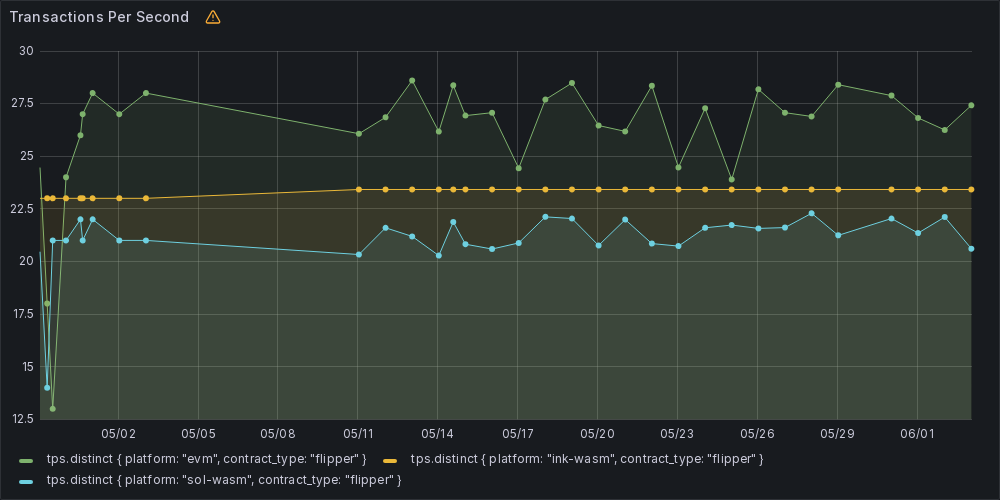 Transactions Per Second
30
27.5
25
22.5
20
17.5
15
12.5
05/02 05/05 05/08 05/11 05/14 05/17 05/20 05/23 05/26 05/29 06/01
tps.distinct { platform: "evm", contract_type: "flipper" } tps.distinct { platform: "ink-wasm", contract_type: "flipper" }
tps.distinct { platform: "sol-wasm", contract_type: "flipper" }